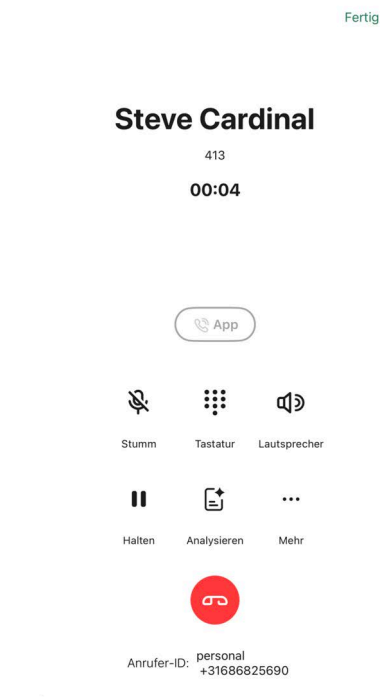 Fertig
Steve Cardinal
413
00:04
App
Stumm Tastatur Lautsprecher
Halten Analysieren Mehr
Anrufer-ID: personal
+31686825690